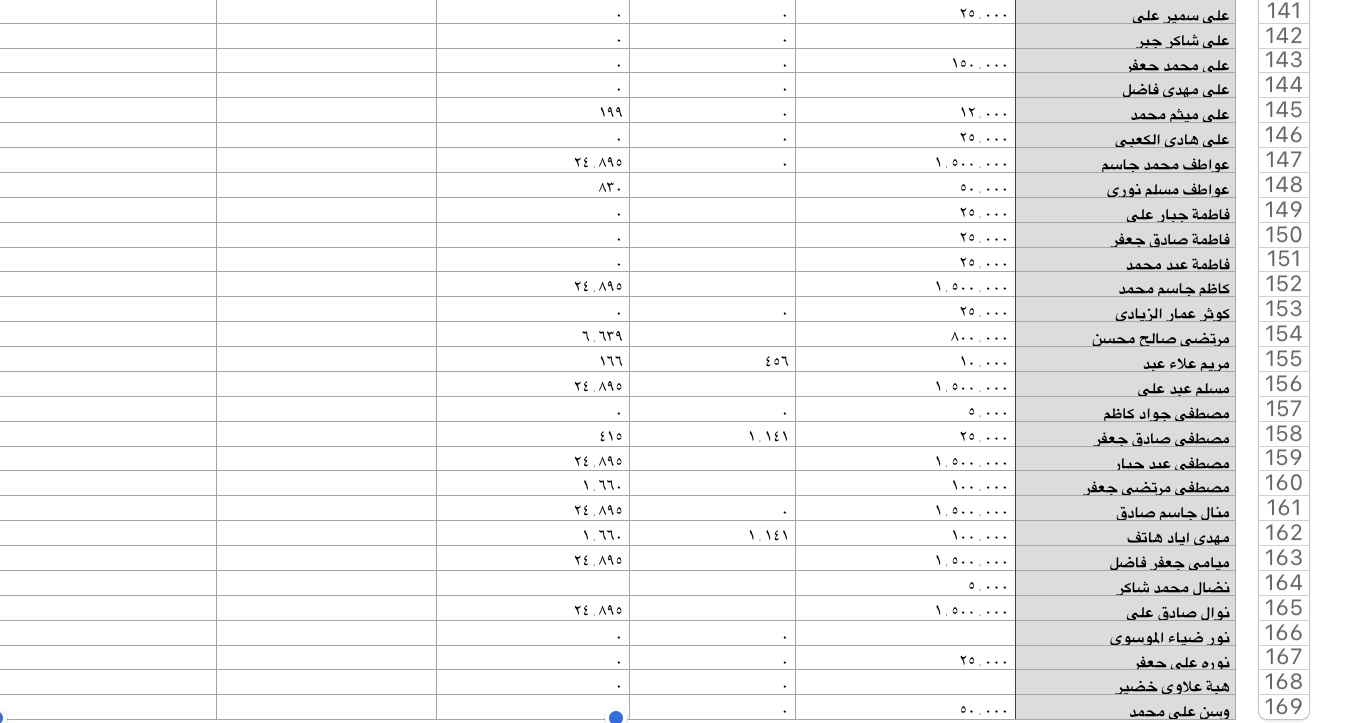 141 على سمير على ٢٥.٠٠٠ ٠ ٠
142 على شاكر جبر ٠ ٠
143 على محمد جعفر ١٥٠.٠٠٠ ٠ ٠
144 على مهدى فاضل ٠ ٠
145 على ميثم محمد ١٢.٠٠٠ ٠ ١٩٩
146 على هادى الكعبى ٢٥.٠٠٠ ٠ ٠
147 عواطف محمد جاسم ١.٥٠٠.٠٠٠ ٠ ٢٤.٨٩٥
148 عواطف مسلم نورى ٥٠.٠٠٠ ٨٣٠
149 فاطمة جبار على ٢٥.٠٠٠ ٠
150 فاطمة صادق جعفر ٢٥.٠٠٠ ٠
151 فاطمة عبد محمد ٢٥.٠٠٠ ٠
152 كاظم جاسم محمد ١.٥٠٠.٠٠٠ ٢٤.٨٩٥
153 كوثر عمار الزيادى ٢٥.٠٠٠ ٠ ٠
154 مرتضى صالح محسن ٨٠٠.٠٠٠ ٦.٦٣٩
155 مريم علاء عبد ١٠.٠٠٠ ٤٥٦ ١٦٦
156 مسلم عبد على ١.٥٠٠.٠٠٠ ٢٤.٨٩٥
157 مصطفى جواد كاظم ٥.٠٠٠ ٠ ٠
158 مصطفى صادق جعفر ٢٥.٠٠٠ ١.١٤١ ٤١٥
159 مصطفى عبد جبار ١.٥٠٠.٠٠٠ ٢٤.٨٩٥
160 مصطفى مرتضى جعفر ١٠٠.٠٠٠ ١.٦٦٠
161 منال جاسم صادق ١.٥٠٠.٠٠٠ ٠ ٢٤.٨٩٥
162 مهدى اياد هاتف ١٠٠.٠٠٠ ١.١٤١ ١.٦٦٠
163 ميامى جعفر فاضل ١.٥٠٠.٠٠٠ ٢٤.٨٩٥
164 نضال محمد شاكر ٥.٠٠٠
165 نوال صادق على ١.٥٠٠.٠٠٠ ٢٤.٨٩٥
166 نور ضياء الموسوى ٠ ٠
167 نوره على جعفر ٢٥.٠٠٠ ٠ ٠
168 هبة علاوى خضير ٠ ٠
169 وسن على محمد ٥٠.٠٠٠ ٠